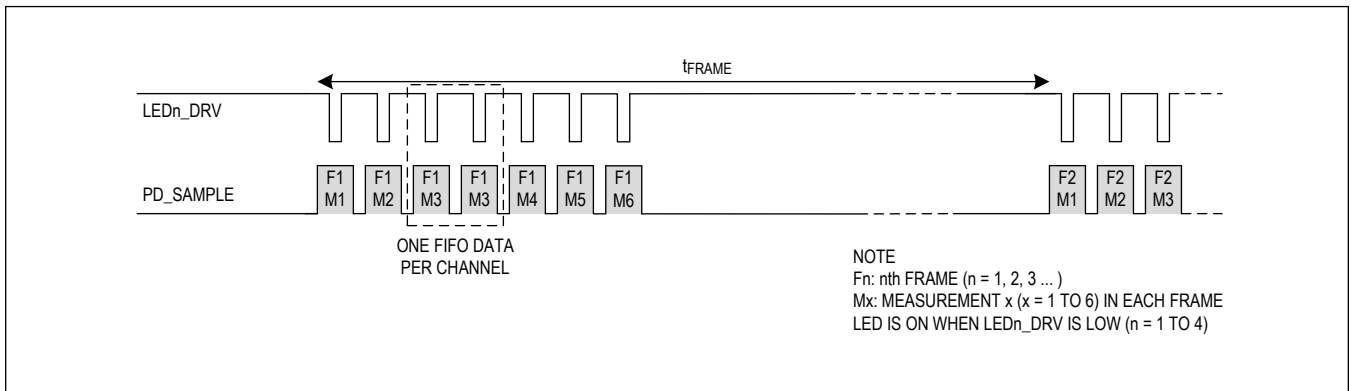 tFRAME
LEDn_DRV
PD_SAMPLE
F1 F1 F1 F1 F1 F1 F1 F2 F2 F2
M1 M2 M3 M3 M4 M5 M6 M1 M2 M3
ONE FIFO DATA
PER CHANNEL
NOTE
Fn: nth FRAME (n = 1, 2, 3 ... )
Mx: MEASUREMENT x (x = 1 TO 6) IN EACH FRAME
LED IS ON WHEN LEDn_DRV IS LOW (n = 1 TO 4)